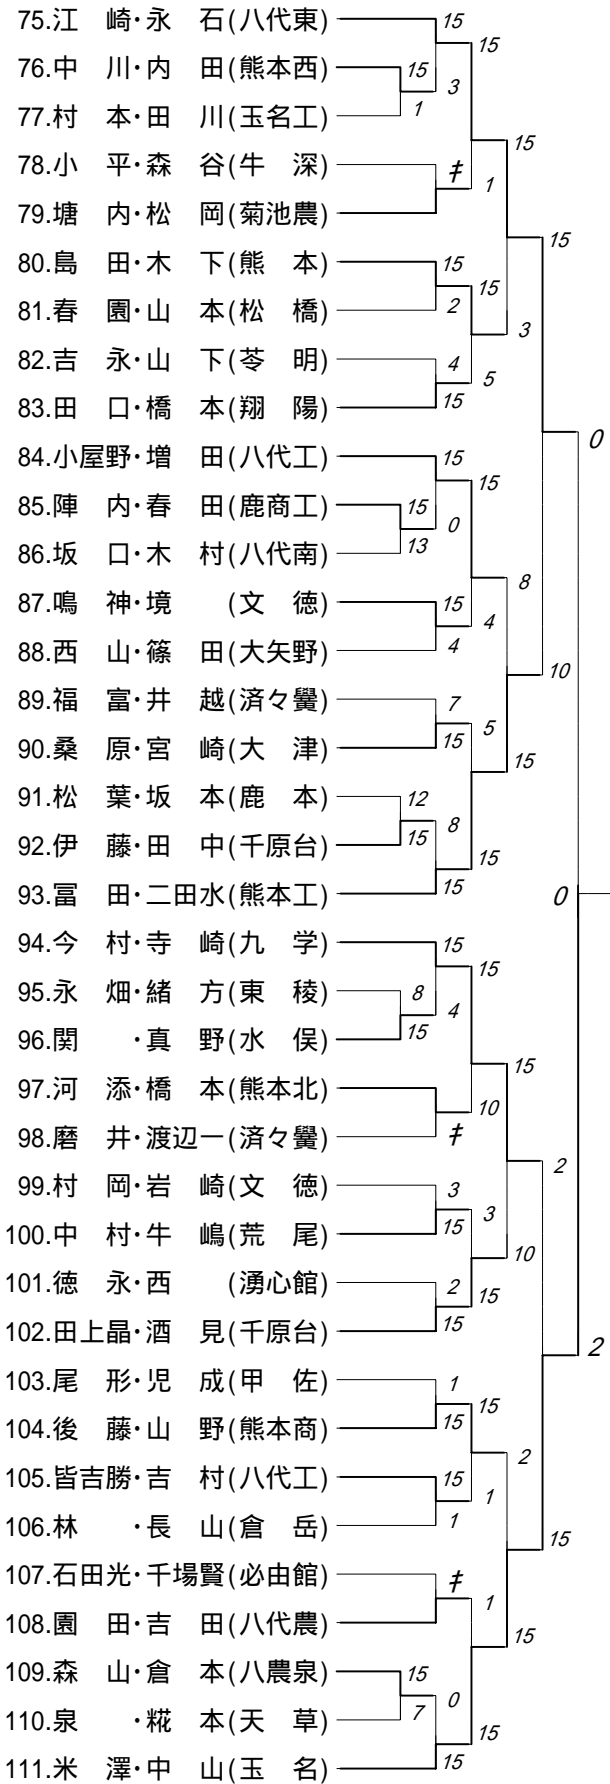 75.江　崎・永　石(八代東)
15
15
76.中　川・内　田(熊本西)
15
3
77.村　本・田　川(玉名工)
1
15
78.小　平・森　谷(牛　深)
キ
1
79.塘　内・松　岡(菊池農)
15
80.島　田・木　下(熊　本)
15
15
81.春　園・山　本(松　橋)
2
3
82.吉　永・山　下(苓　明)
4
5
83.田　口・橋　本(翔　陽)
15
0
84.小屋野・増　田(八代工)
15
15
85.陣　内・春　田(鹿商工)
15
0
86.坂　口・木　村(八代南)
13
8
87.鳴　神・境　　(文　徳)
15
4
88.西　山・篠　田(大矢野)
4
10
89.福　富・井　越(済々黌)
7
5
90.桑　原・宮　崎(大　津)
15
15
91.松　葉・坂　本(鹿　本)
12
8
92.伊　藤・田　中(千原台)
15
15
93.冨　田・二田水(熊本工)
15
0
94.今　村・寺　崎(九　学)
15
15
95.永　畑・緒　方(東　稜)
8
4
96.関　　・真　野(水　俣)
15
15
97.河　添・橋　本(熊本北)
10
98.磨　井・渡辺一(済々黌)
キ
2
99.村　岡・岩　崎(文　徳)
3
3
100.中　村・牛　嶋(荒　尾)
15
10
101.徳　永・西　　(湧心館)
2
15
102.田上晶・酒　見(千原台)
15
2
103.尾　形・児　成(甲　佐)
1
15
104.後　藤・山　野(熊本商)
15
2
105.皆吉勝・吉　村(八代工)
15
1
106.林　　・長　山(倉　岳)
1
15
107.石田光・千場賢(必由館)
キ
1
108.園　田・吉　田(八代農)
15
109.森　山・倉　本(八農泉)
15
0
110.泉　　・糀　本(天　草)
7
15
111.米　澤・中　山(玉　名)
15